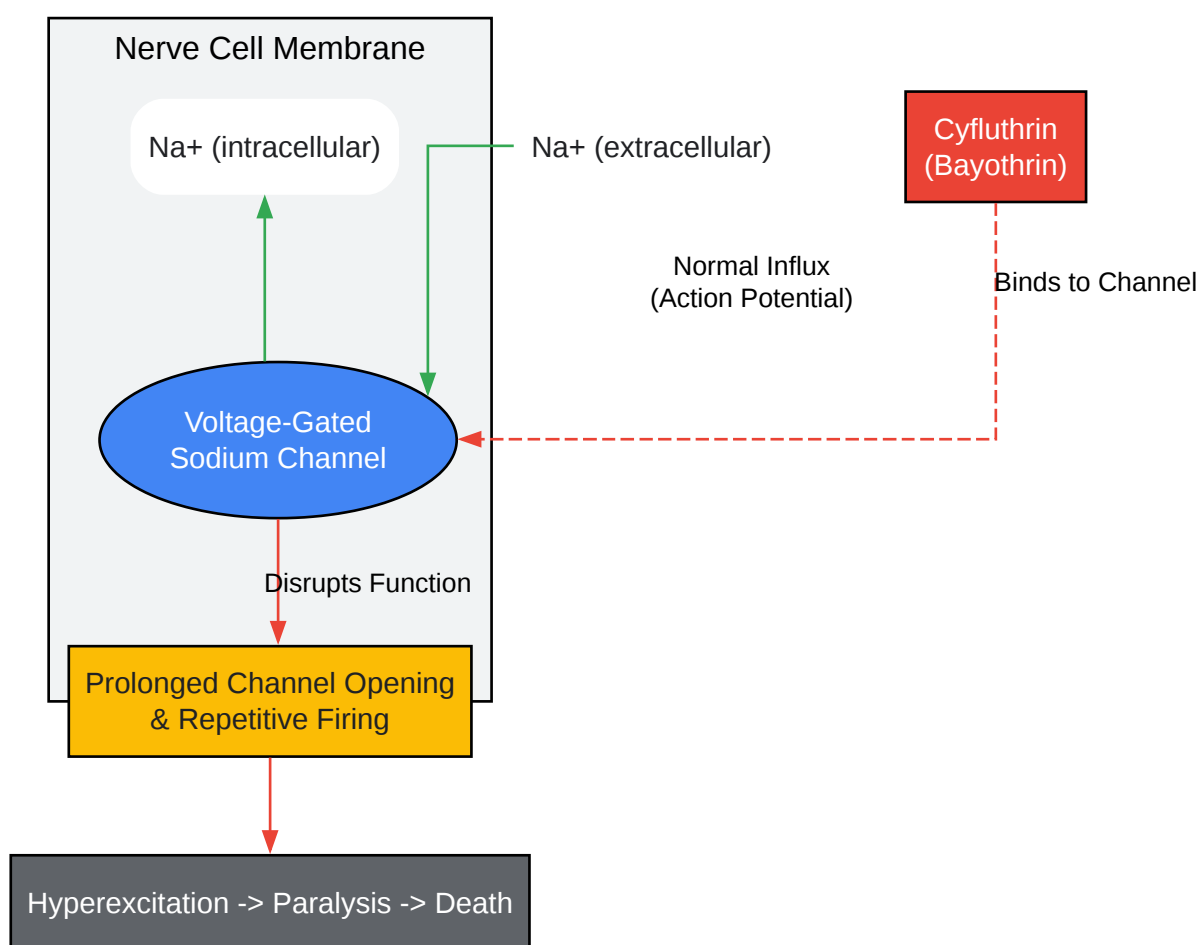 Nerve Cell Membrane
Na+ (intracellular)
Na+ (extracellular)
Cyfluthrin
(Bayothrin)
Normal Influx
(Action Potential)
Binds to Channel
Voltage-Gated
Sodium Channel
Disrupts Function
Prolonged Channel Opening
& Repetitive Firing
Hyperexcitation -> Paralysis -> Death